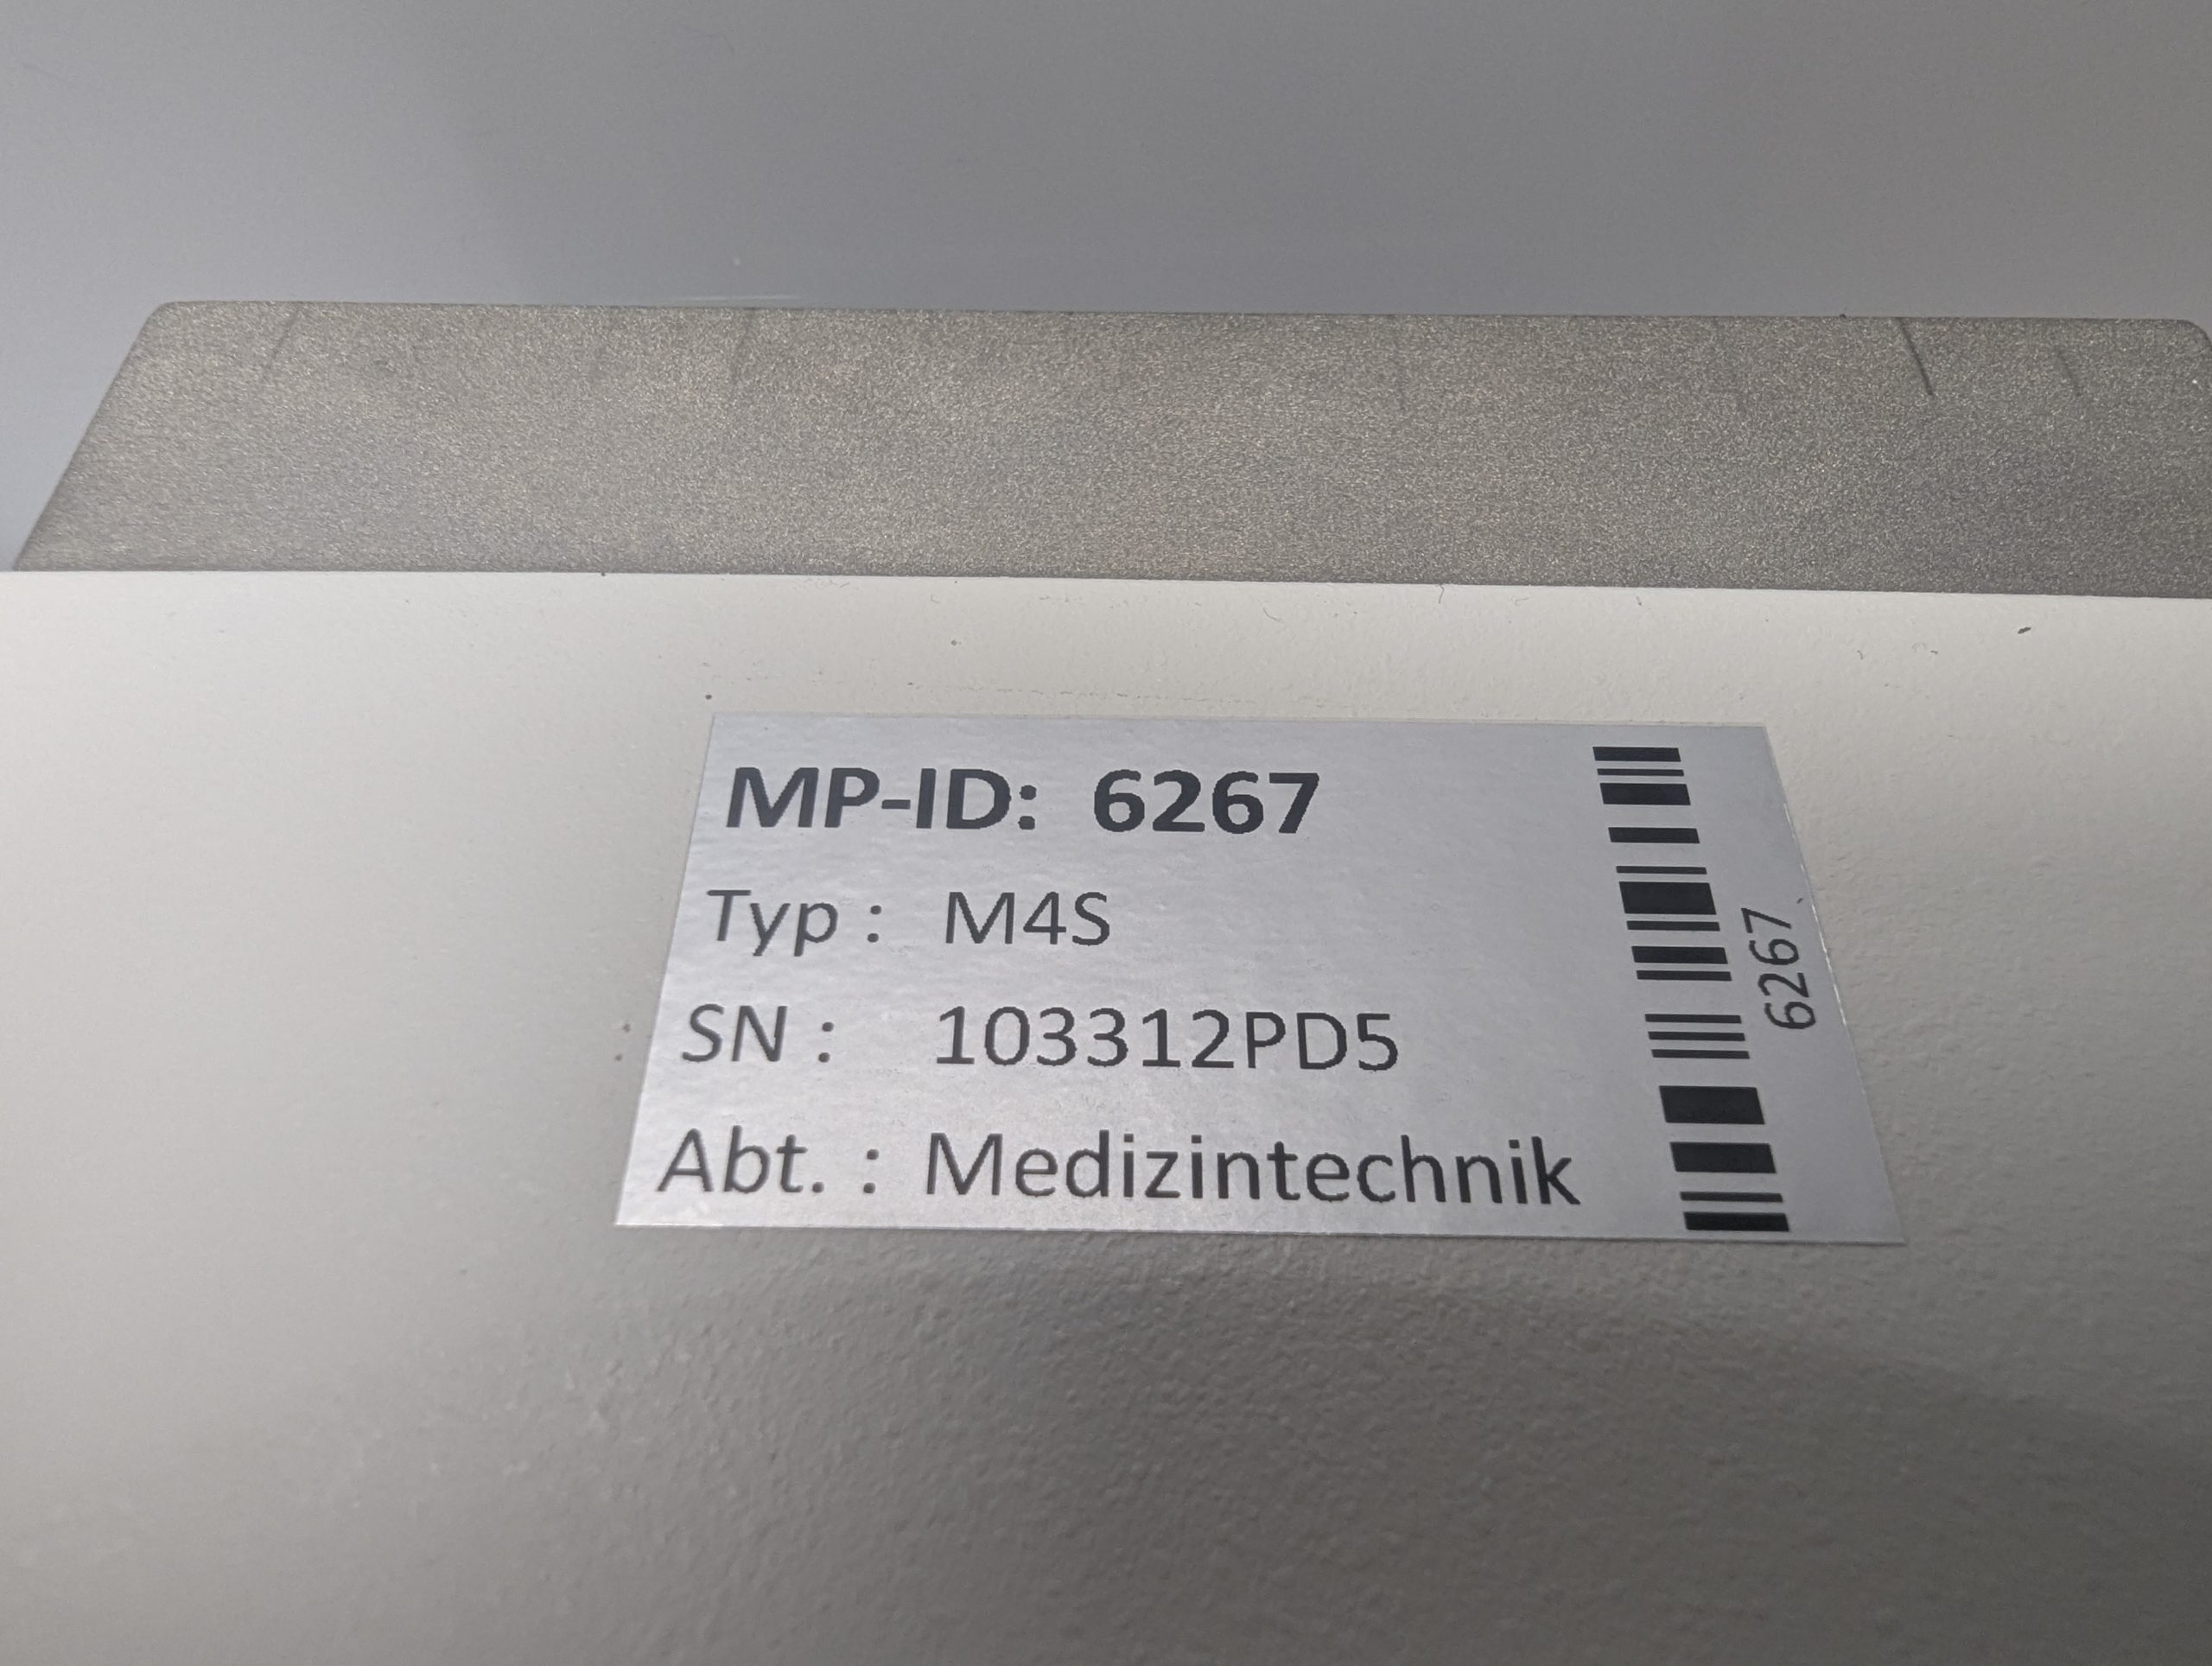 MP-ID: 6267
Typ : M4S
SN : 103312PD5
Abt. : Medizintechnik
6267